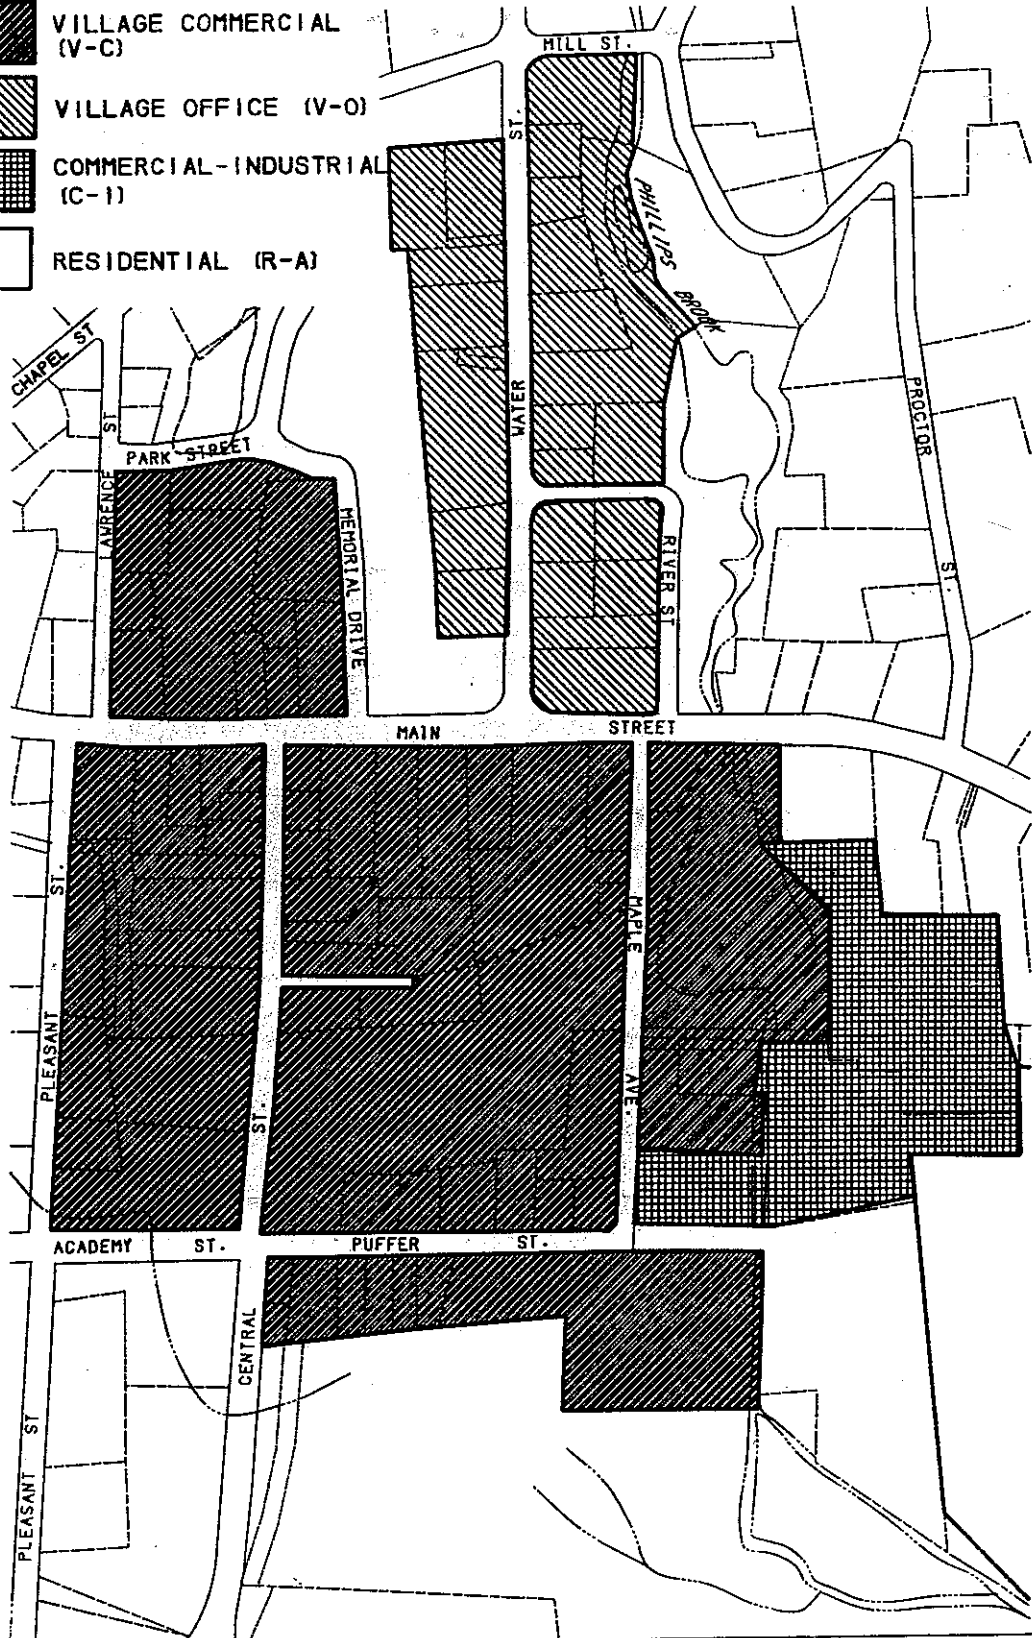 VILLAGE COMMERCIAL
(V-C)
VILLAGE OFFICE (V-O)
COMMERCIAL-INDUSTRIAL
(C-I)
RESIDENTIAL (R-A)
MILL ST.
ST.
PHILLIPS BROOK
CHAPEL ST
WATER
PROCTOR
ST
PARK STREET
LAWRENCE
MEMORIAL DRIVE
RIVER ST
ST.
MAIN STREET
ST.
MAPLE
PLEASANT
AVE.
ST.
ACADEMY ST.
PUFFER ST.
CENTRAL
PLEASANT ST